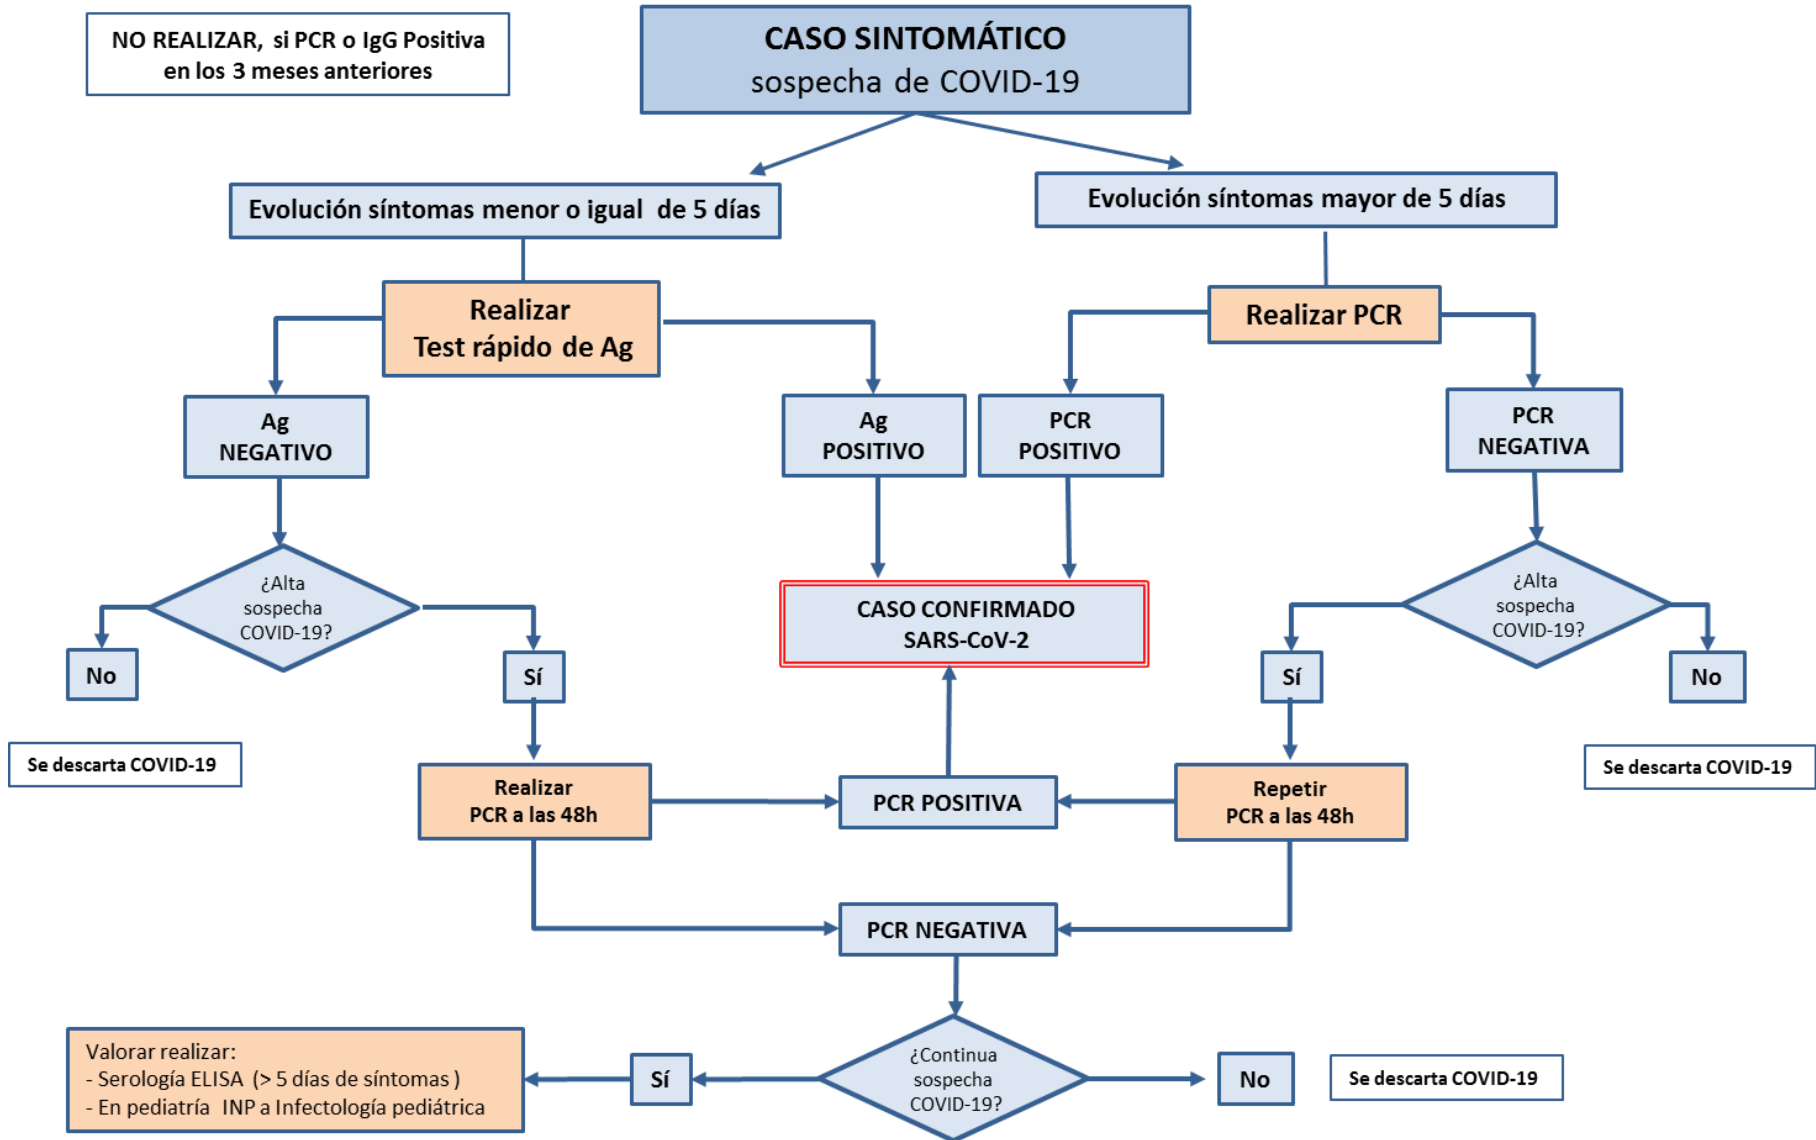 NO REALIZAR, si PCR o IgG Positiva
en los 3 meses anteriores
CASO SINTOMÁTICO
sospecha de COVID-19
Evolución síntomas menor o igual de 5 días
Evolución síntomas mayor de 5 días
Realizar
Test rápido de Ag
Realizar PCR
Ag
NEGATIVO
Ag
POSITIVO
PCR
POSITIVO
PCR
NEGATIVA
¿Alta
sospecha
COVID-19?
CASO CONFIRMADO
SARS-CoV-2
¿Alta
sospecha
COVID-19?
No
Sí
Sí
No
Se descarta COVID-19
Se descarta COVID-19
Realizar
PCR a las 48h
PCR POSITIVA
Repetir
PCR a las 48h
PCR NEGATIVA
Valorar realizar:
- Serología ELISA (> 5 días de síntomas )
- En pediatría INP a Infectología pediátrica
Sí
¿Continua
sospecha
COVID-19?
No
Se descarta COVID-19